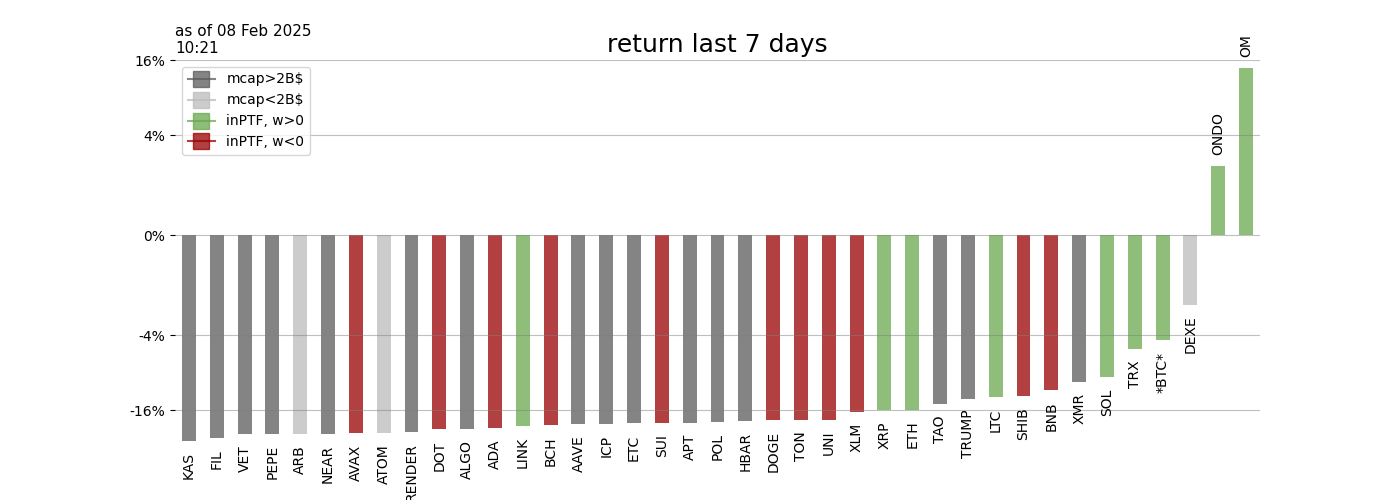 as of 08 Feb 2025
10:21
return last 7 days
mcap>2B$
mcap<2B$
inPTF, w>0
inPTF, w<0
16%
4%
0%
-4%
-16%
KAS
FIL
VET
PEPE
ARB
NEAR
AVAX
ATOM
RENDER
DOT
ALGO
ADA
LINK
BCH
AAVE
ICP
ETC
SUI
APT
POL
HBAR
DOGE
TON
UNI
XLM
XRP
ETH
TAO
TRUMP
LTC
SHIB
BNB
XMR
SOL
TRX
*BTC*
DEXE
ONDO
OM